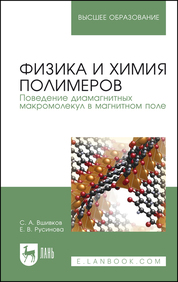 ВЫСШЕЕ ОБРАЗОВАНИЕ
ФИЗИКА И ХИМИЯ
ПОЛИМЕРОВ
Поведение диамагнитных
макромолекул в магнитном поле
С. А. Вшивков
Е. В. Русинова
ЛАНЬ
E.LANBOOK.COM